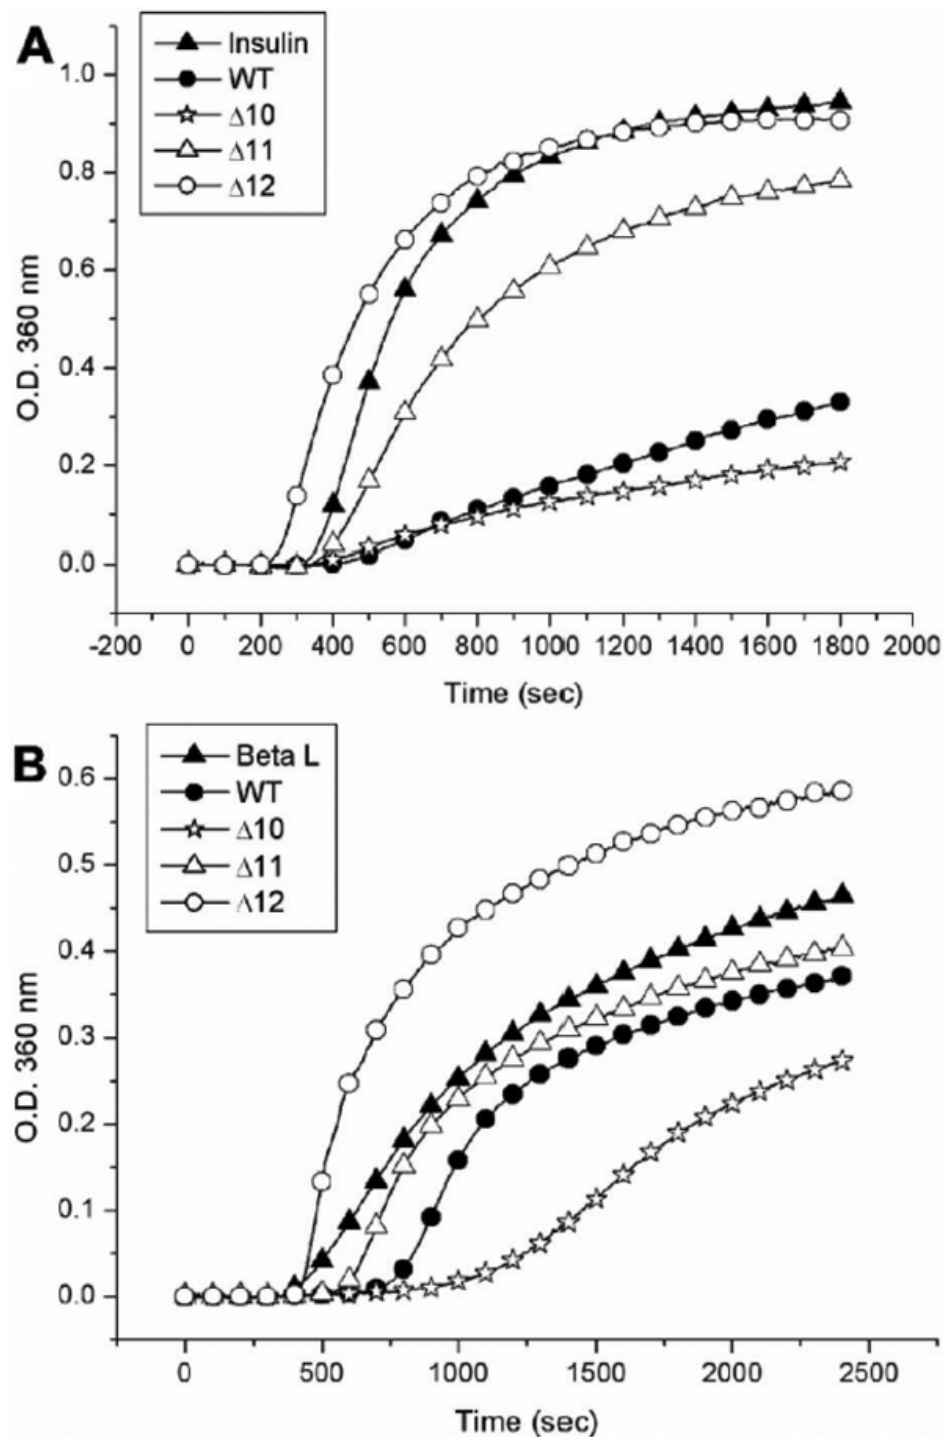 A
Insulin
WT
Δ10
Δ11
Δ12
1.0
0.8
0.6
0.4
0.2
0.0
O.D. 360 nm
-200 0 200 400 600 800 1000 1200 1400 1600 1800 2000
Time (sec)
B
Beta L
WT
Δ10
Δ11
Λ12
0.6
0.5
0.4
0.3
0.2
0.1
0.0
O.D. 360 nm
0 500 1000 1500 2000 2500
Time (sec)